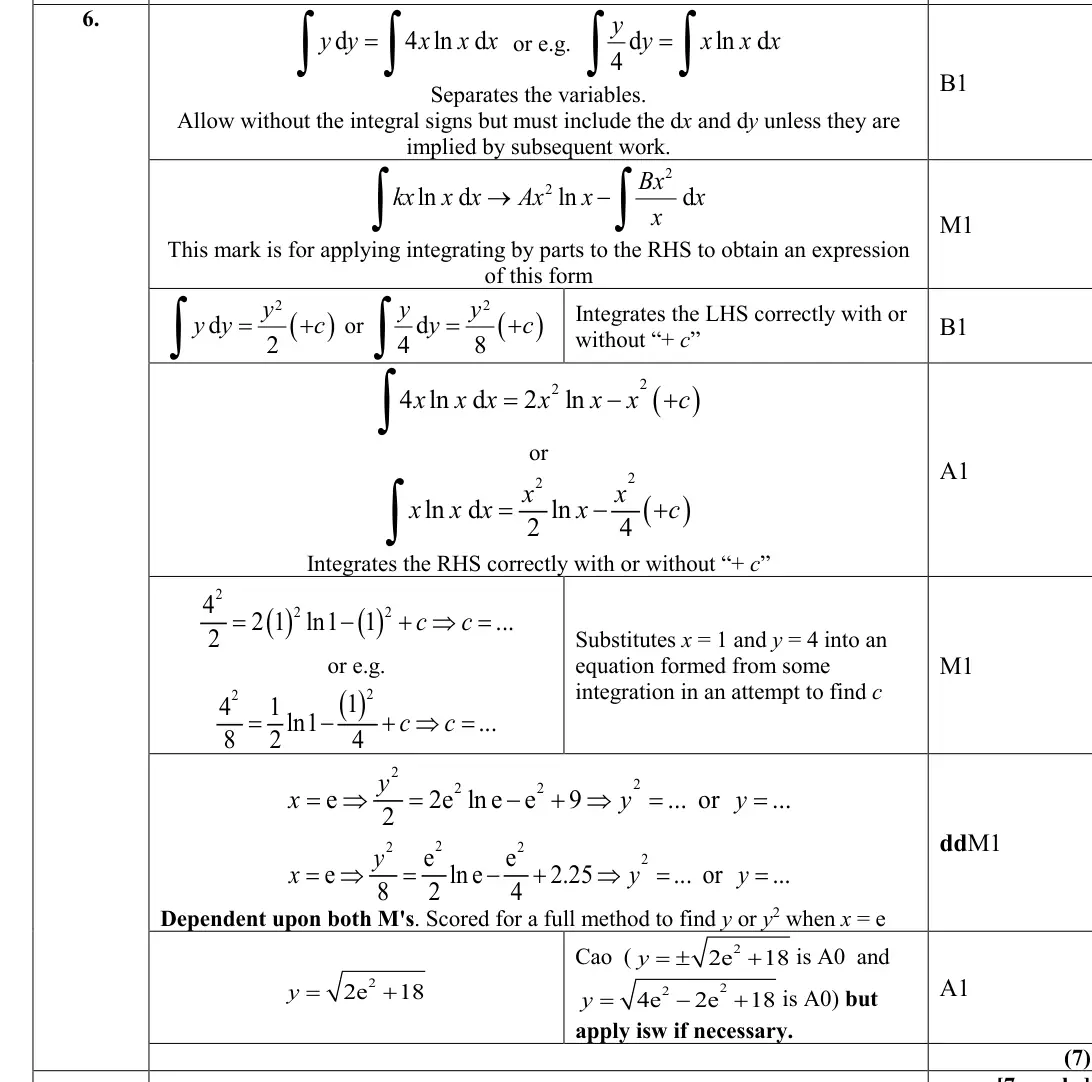 6.
∫ y dy = ∫ 4x ln x dx or e.g. ∫ y/4 dy = ∫ x ln x dx
Separates the variables.
Allow without the integral signs but must include the dx and dy unless they are
implied by subsequent work.
B1
∫ kx ln x dx → Ax² ln x − ∫ Bx²/x dx
This mark is for applying integrating by parts to the RHS to obtain an expression
of this form
M1
∫ y dy = y²/2 (+c) or ∫ y/4 dy = y²/8 (+c)
Integrates the LHS correctly with or
without “+ c”
B1
∫ 4x ln x dx = 2x² ln x − x² (+c)
or
∫ x ln x dx = x²/2 ln x − x²/4 (+c)
Integrates the RHS correctly with or without “+ c”
A1
4²/2 = 2(1)² ln 1 − (1)² + c ⇒ c = ...
or e.g.
4²/8 = 1/2 ln 1 − (1)²/4 + c ⇒ c = ...
Substitutes x = 1 and y = 4 into an
equation formed from some
integration in an attempt to find c
M1
x = e ⇒ y²/2 = 2e² ln e − e² + 9 ⇒ y² = ... or y = ...
x = e ⇒ y²/8 = e²/2 ln e − e²/4 + 2.25 ⇒ y² = ... or y = ...
Dependent upon both M's. Scored for a full method to find y or y² when x = e
ddM1
y = √(2e² + 18)
Cao ( y = ±√(2e² + 18) is A0 and
y = √(4e² − 2e² + 18) is A0) but
apply isw if necessary.
A1
(7)